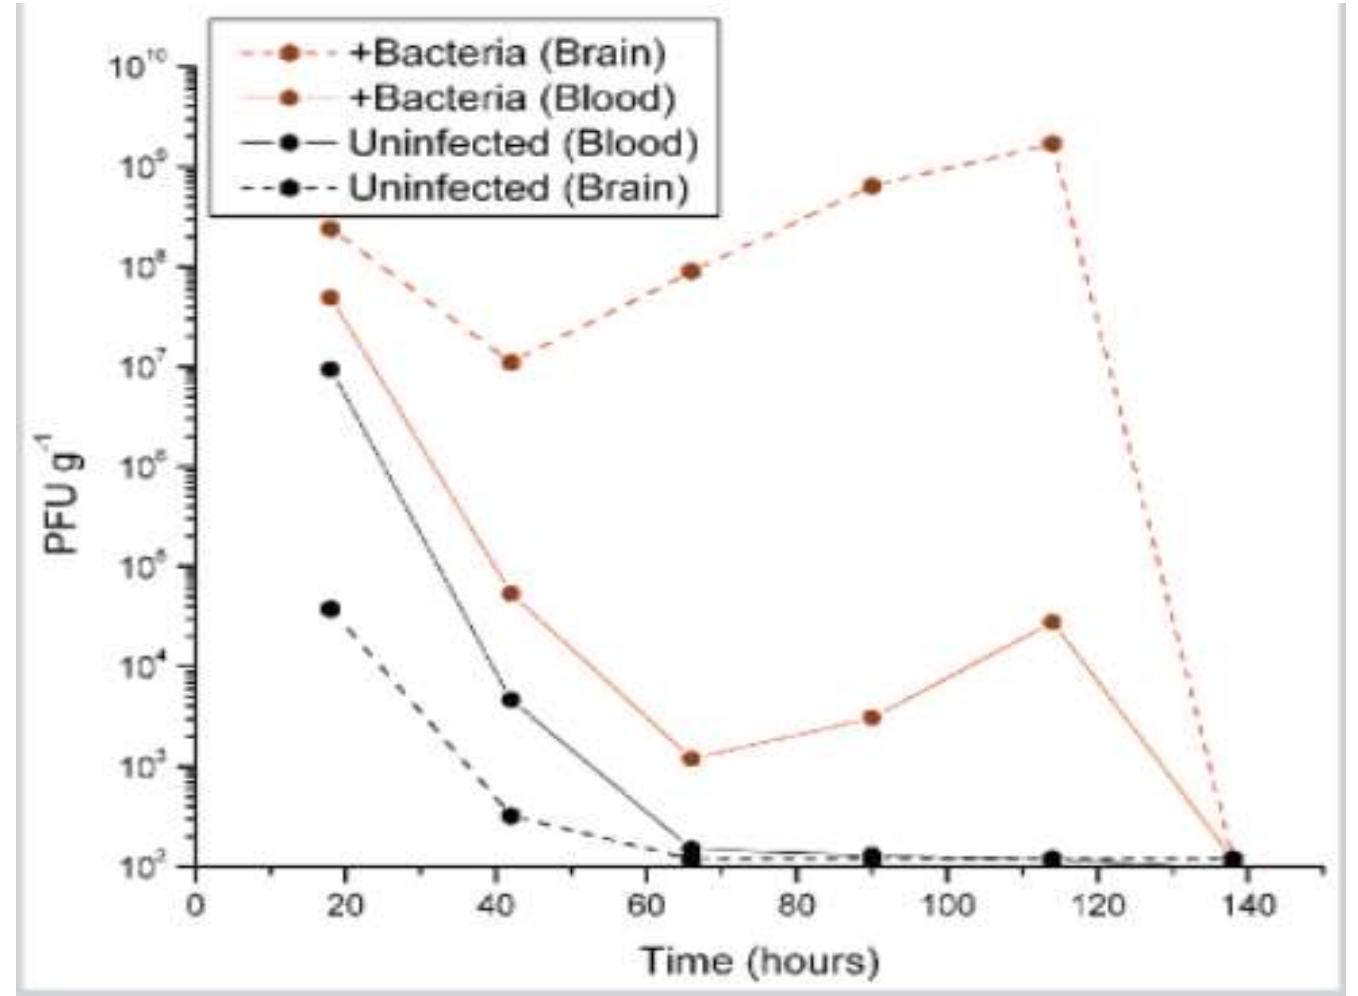 +Bacteria (Brain)
+Bacteria (Blood)
Uninfected (Blood)
Uninfected (Brain)
10¹⁰
10⁹
10⁸
10⁷
10⁶
10⁵
10⁴
10³
10²
PFU g⁻¹
0 20 40 60 80 100 120 140
Time (hours)